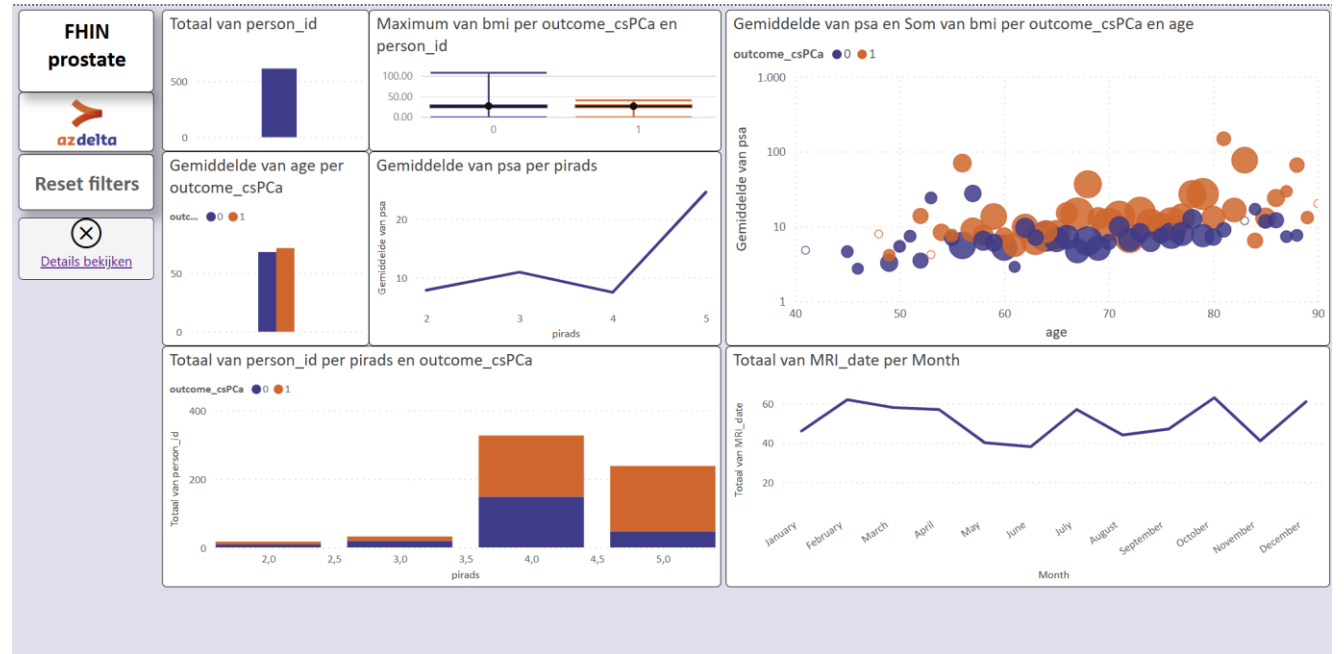 FHIN
prostate
azdelta
Reset filters
Details bekijken
Totaal van person_id
500
0
Maximum van bmi per outcome_csPCa en
person_id
100.00
50.00
0.00
0
1
Gemiddelde van age per
outcome_csPCa
outc... 0 1
50
0
Gemiddelde van psa per pirads
Gemiddelde van psa
20
10
2 3 4 5
pirads
Gemiddelde van psa en Som van bmi per outcome_csPCa en age
outcome_csPCa 0 1
Gemiddelde van psa
1.000
100
10
1
40 50 60 70 80 90
age
Totaal van person_id per pirads en outcome_csPCa
outcome_csPCa 0 1
Totaal van person_id
400
200
0
2,0 2,5 3,0 3,5 4,0 4,5 5,0
pirads
Totaal van MRI_date per Month
Totaal van MRI_date
60
40
20
January February March April May June July August September October November December
Month